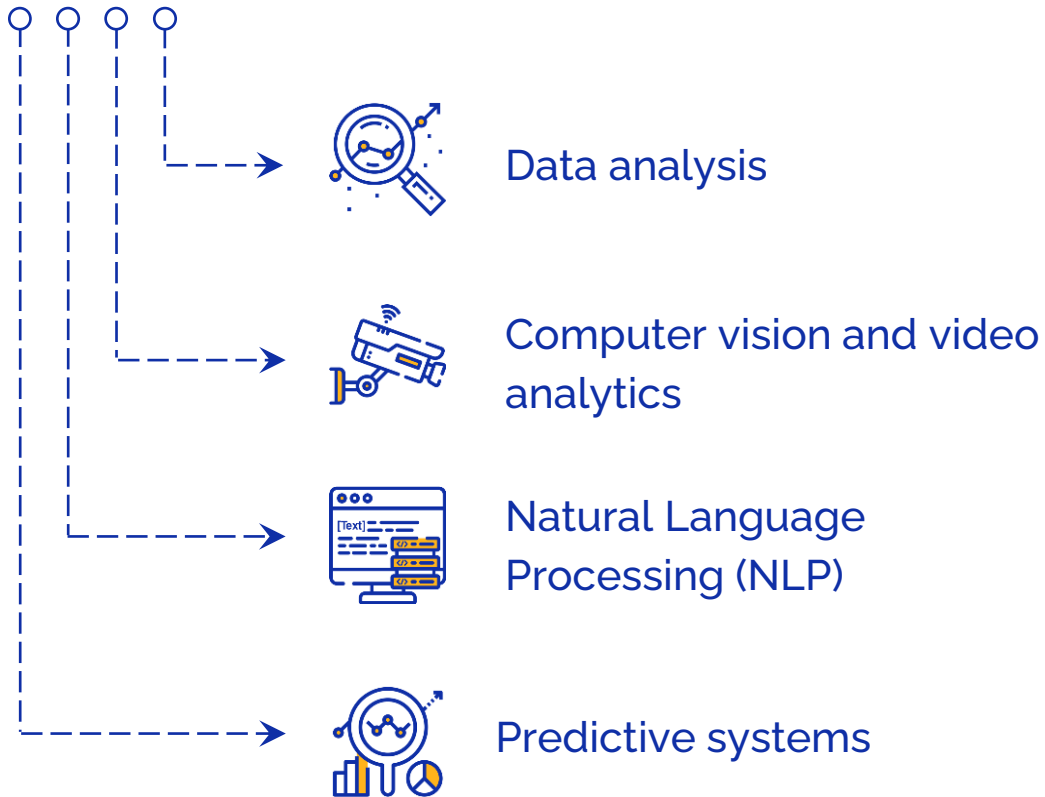 Data analysis
Computer vision and video
analytics
[Text]
</>
</>
</>
Natural Language
Processing (NLP)
Predictive systems